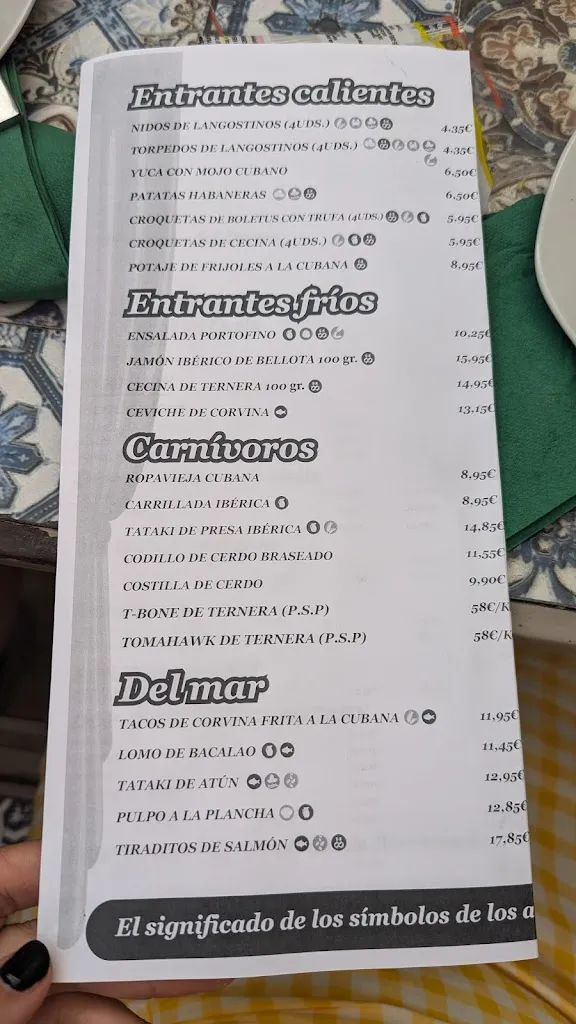 Entrantes calientes
NIDOS DE LANGOSTINOS (4UDS.) 4,35€
TORPEDOS DE LANGOSTINOS (4UDS.) 4,35€
YUCA CON MOJO CUBANO 6,50€
PATATAS HABANERAS 6,50€
CROQUETAS DE BOLETUS CON TRUFA (4UDS.) 5,95€
CROQUETAS DE CECINA (4UDS.) 5,95€
POTAJE DE FRIJOLES A LA CUBANA 8,95€
Entrantes fríos
ENSALADA PORTOFINO 10,25€
JAMÓN IBÉRICO DE BELLOTA 100 gr. 15,95€
CECINA DE TERNERA 100 gr. 14,95€
CEVICHE DE CORVINA 13,15€
Carnívoros
ROPAVIEJA CUBANA 8,95€
CARRILLADA IBÉRICA 8,95€
TATAKI DE PRESA IBÉRICA 14,85€
CODILLO DE CERDO BRASEADO 11,55€
COSTILLA DE CERDO 9,90€
T-BONE DE TERNERA (P.S.P) 58€/K
TOMAHAWK DE TERNERA (P.S.P) 58€/K
Del mar
TACOS DE CORVINA FRITA A LA CUBANA 11,95€
LOMO DE BACALAO 11,45€
TATAKI DE ATÚN 12,95€
PULPO A LA PLANCHA 12,85€
TIRADITOS DE SALMÓN 17,85€
El significado de los símbolos de los a